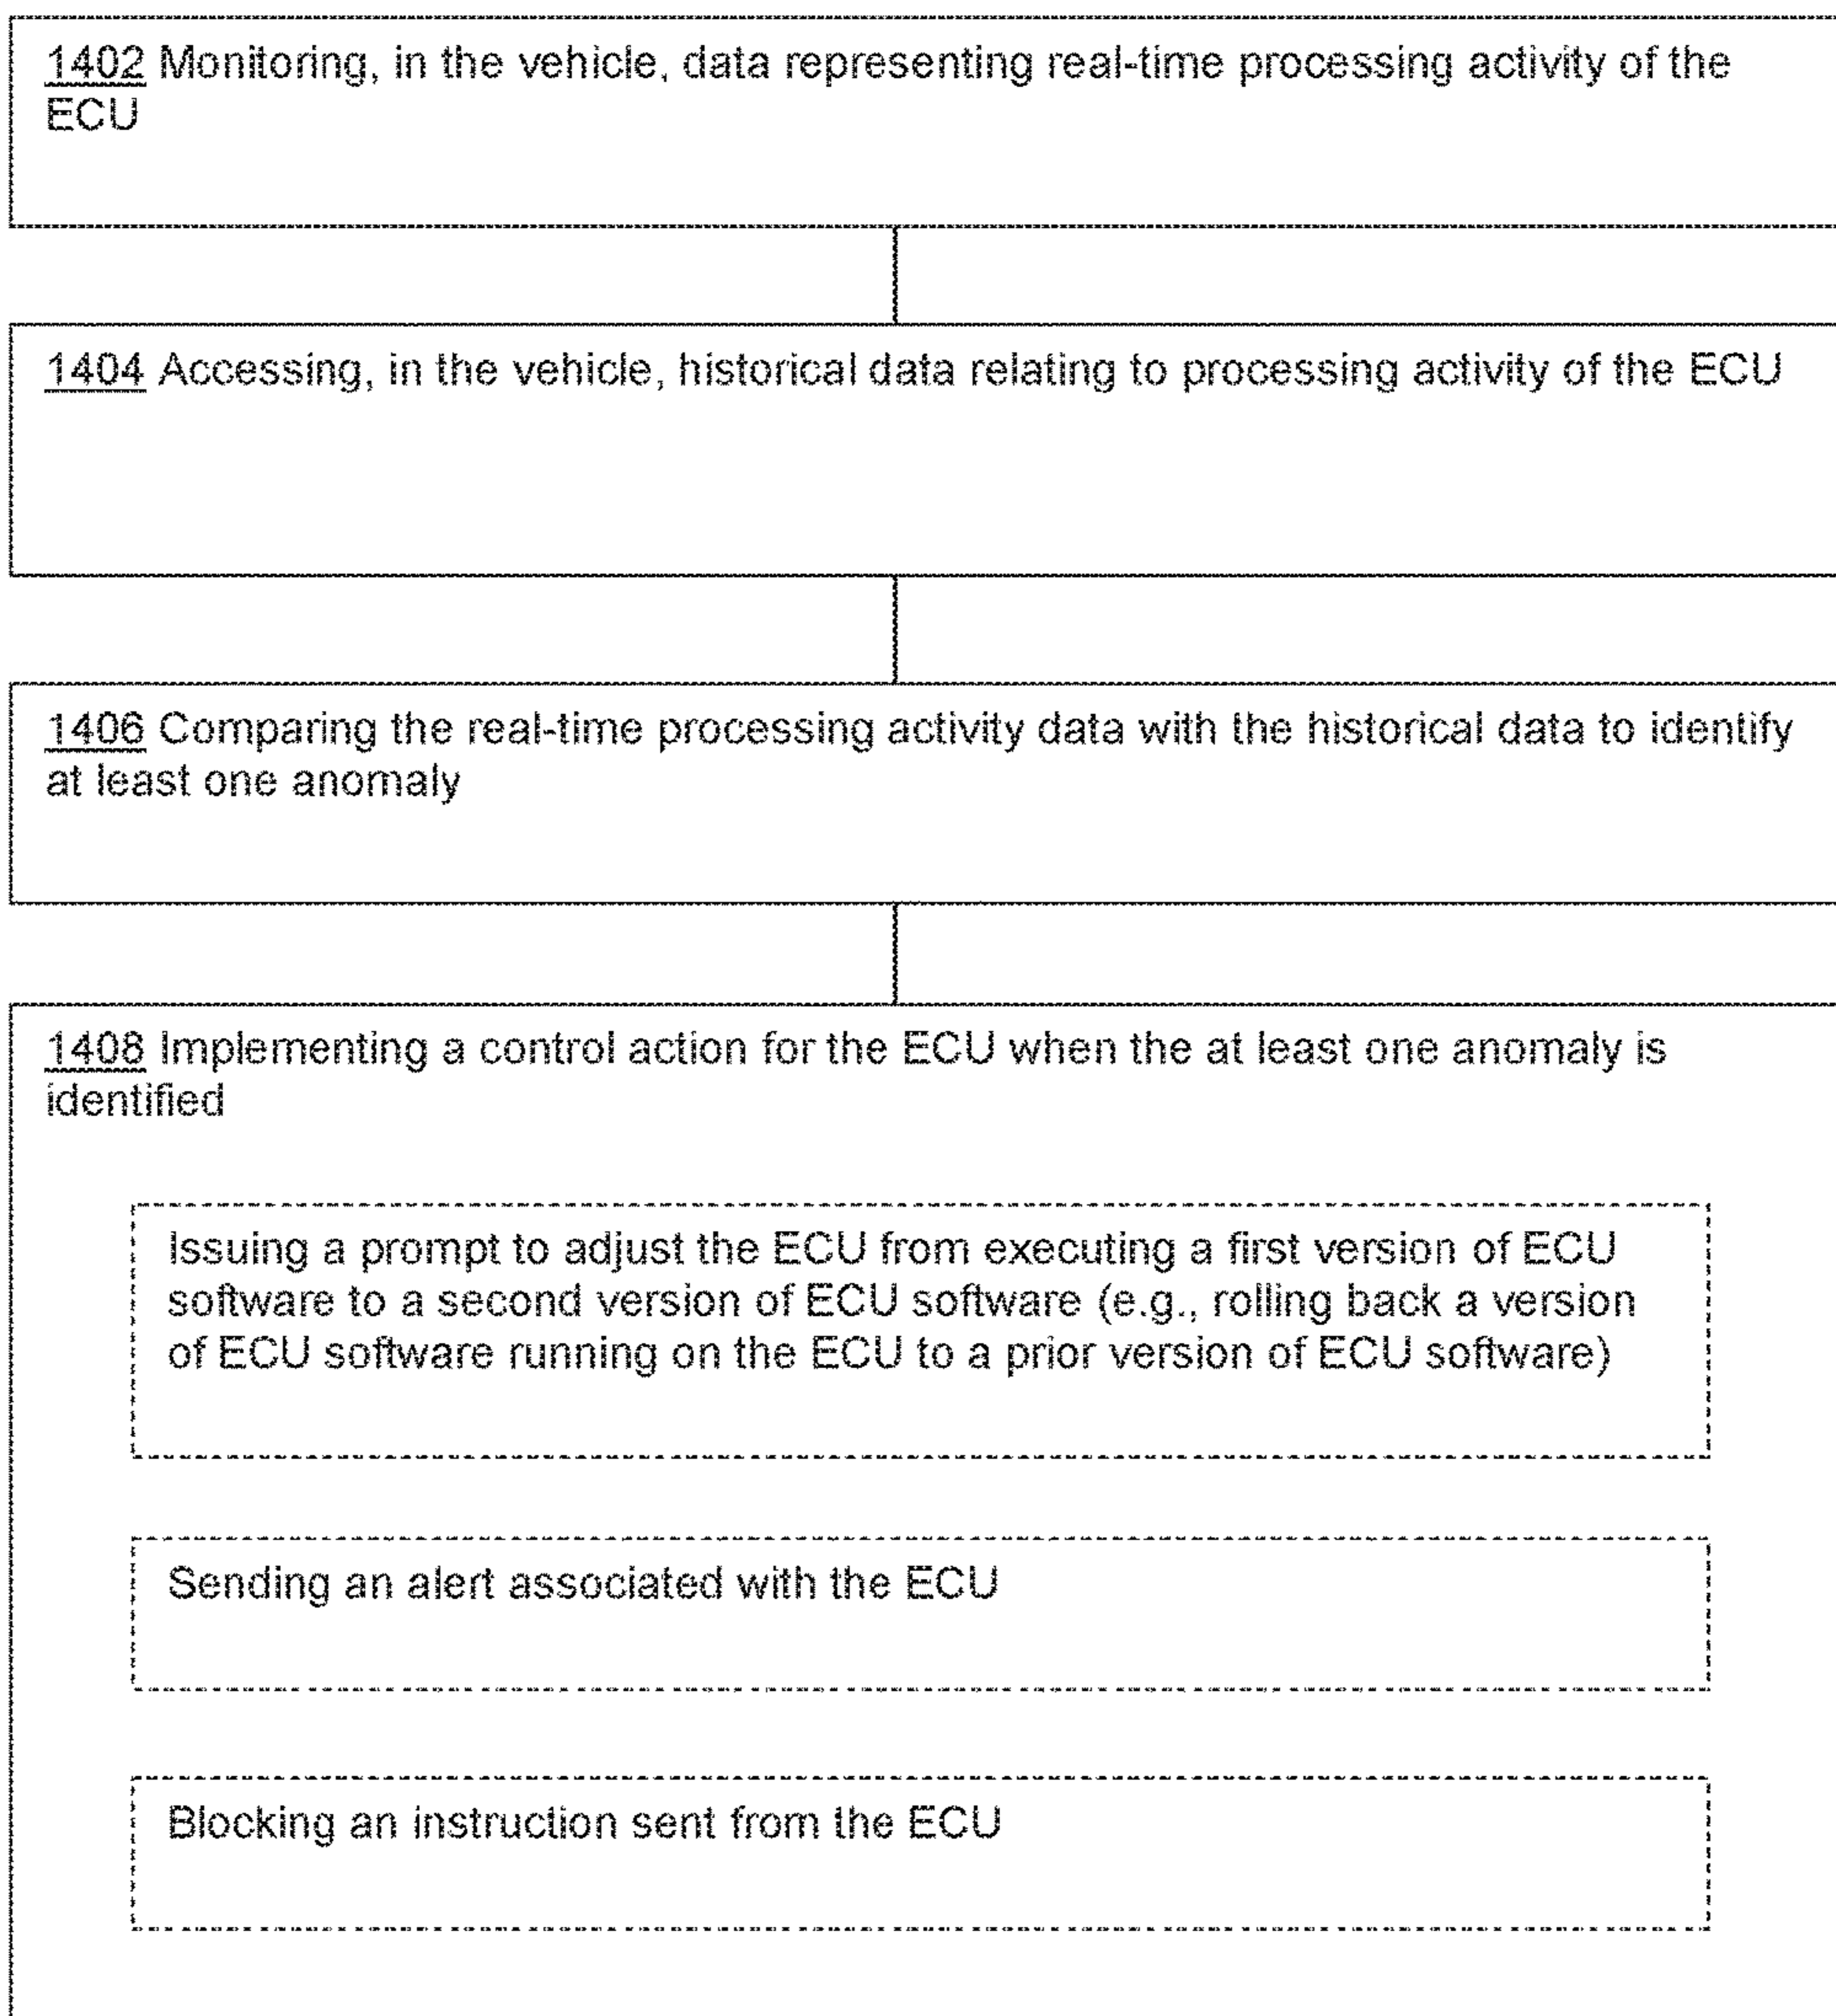 1402 Monitoring, in the vehicle, data representing real-time processing activity of the
ECU
1404 Accessing, in the vehicle, historical data relating to processing activity of the ECU
1406 Comparing the real-time processing activity data with the historical data to identify
at least one anomaly
1408 Implementing a control action for the ECU when the at least one anomaly is
identified
Issuing a prompt to adjust the ECU from executing a first version of ECU
software to a second version of ECU software (e.g., rolling back a version
of ECU software running on the ECU to a prior version of ECU software)
Sending an alert associated with the ECU
Blocking an instruction sent from the ECU